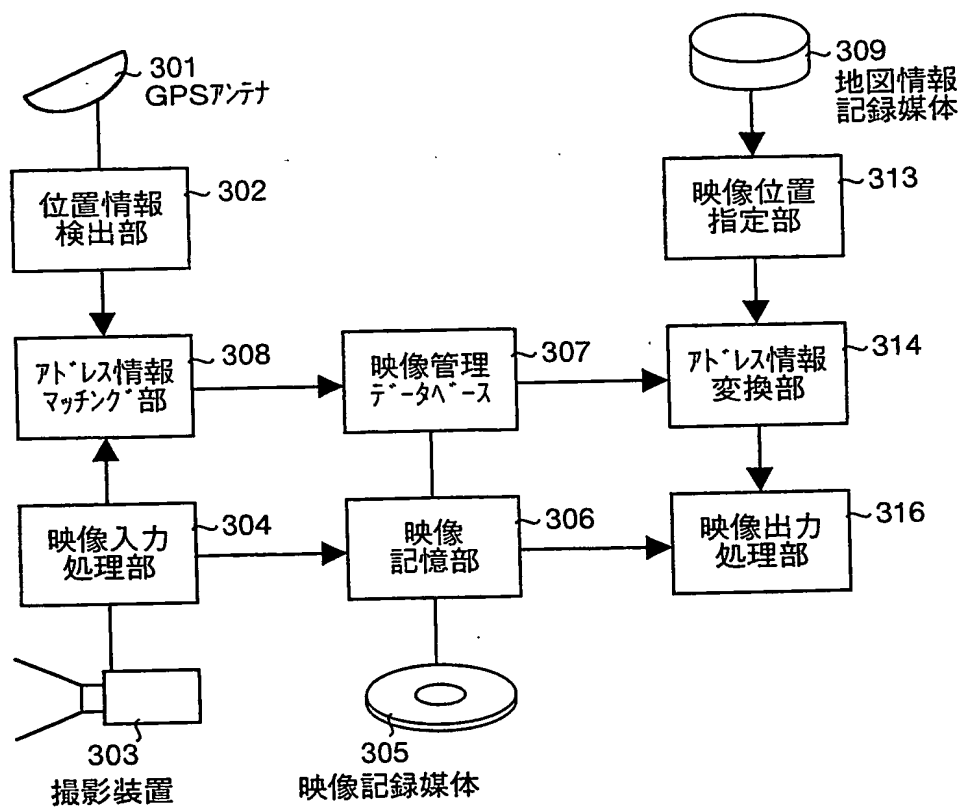 301
GPSアンテナ
309
地図情報
記録媒体
位置情報
検出部
302
映像位置
指定部
313
アドレス情報
マッチング部
308
映像管理
データベース
307
アドレス情報
変換部
314
映像入力
処理部
304
映像
記憶部
306
映像出力
処理部
316
303
撮影装置
305
映像記録媒体